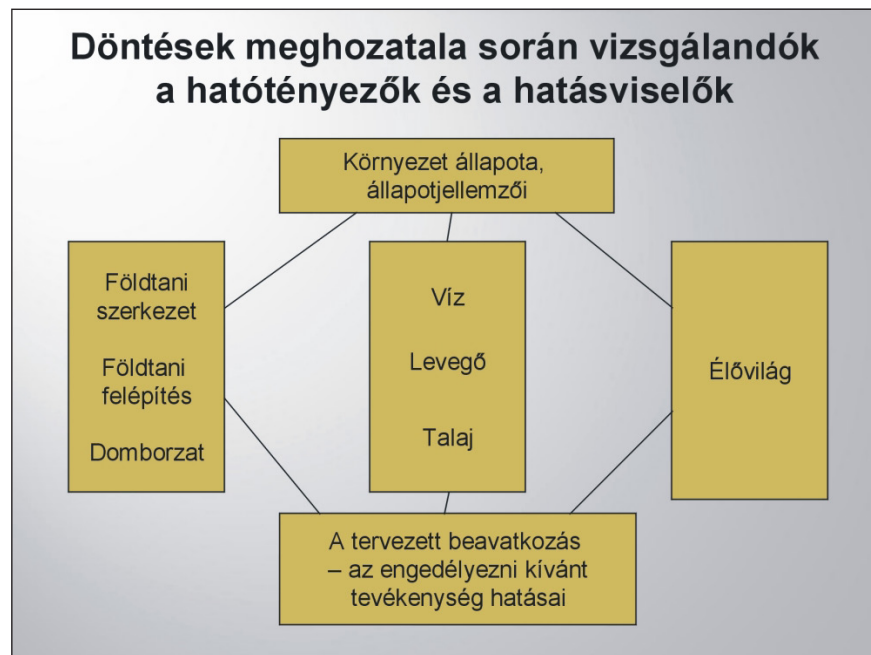 Döntések meghozatala során vizsgálandók
a hatótényezők és a hatásviselők
Környezet állapota,
állapotjellemzői
Földtani
szerkezet
Földtani
felépítés
Domborzat
Víz
Levegő
Talaj
Élővilág
A tervezett beavatkozás
– az engedélyezni kívánt
tevékenység hatásai